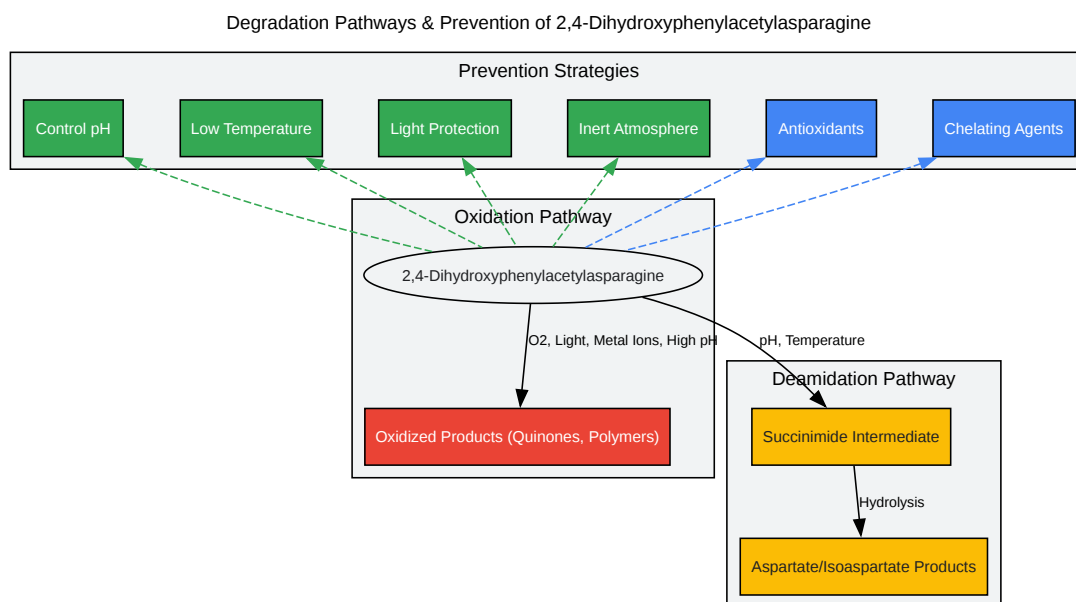 Degradation Pathways & Prevention of 2,4-Dihydroxyphenylacetylasparagine
Prevention Strategies
Control pH
Low Temperature
Light Protection
Inert Atmosphere
Antioxidants
Chelating Agents
Oxidation Pathway
2,4-Dihydroxyphenylacetylasparagine
O2, Light, Metal Ions, High pH
pH, Temperature
Deamidation Pathway
Oxidized Products (Quinones, Polymers)
Succinimide Intermediate
Hydrolysis
Aspartate/Isoaspartate Products